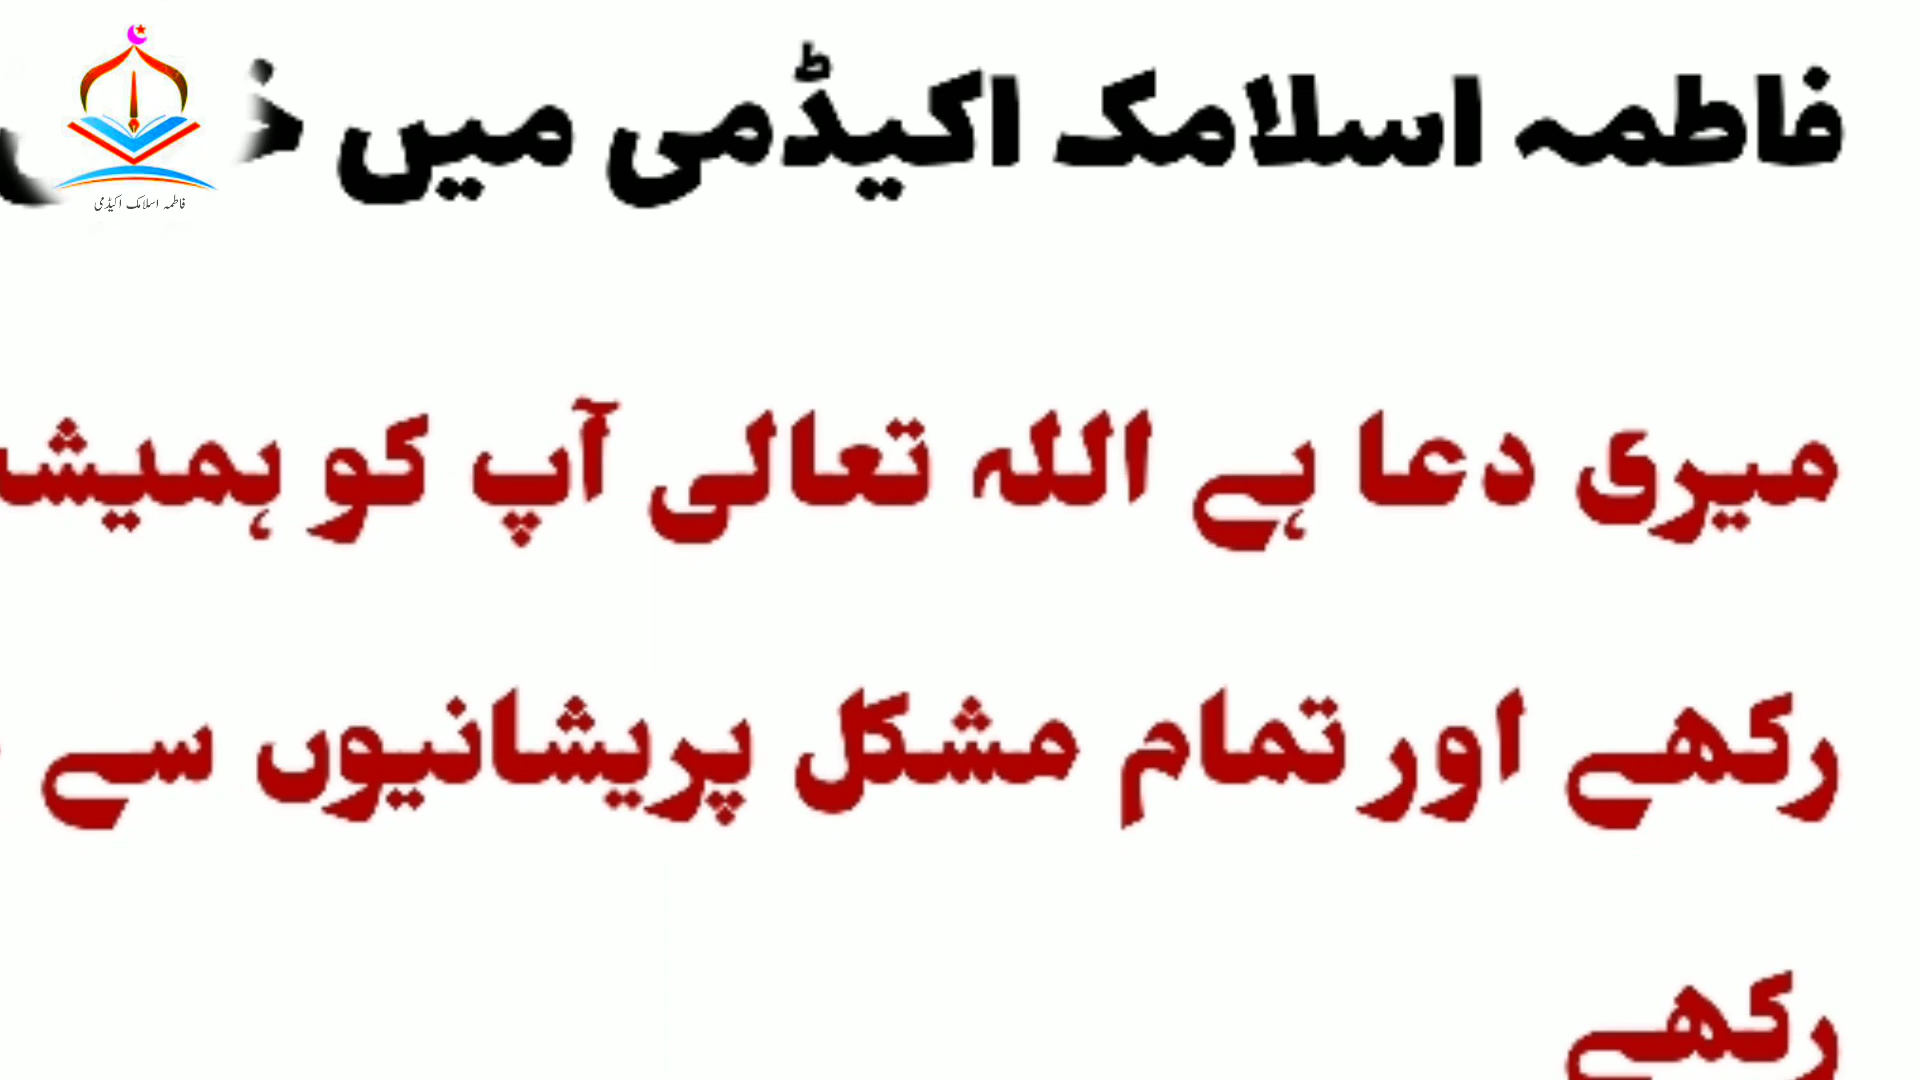 فاطمہ اسلامک اکیڈمی میں
میری دعا ہے اللہ تعالی آپ کو
رکھے اور تمام مشکل پریشانیوں سے
رکھے
فاطمہ اسلامک اکیڈمی